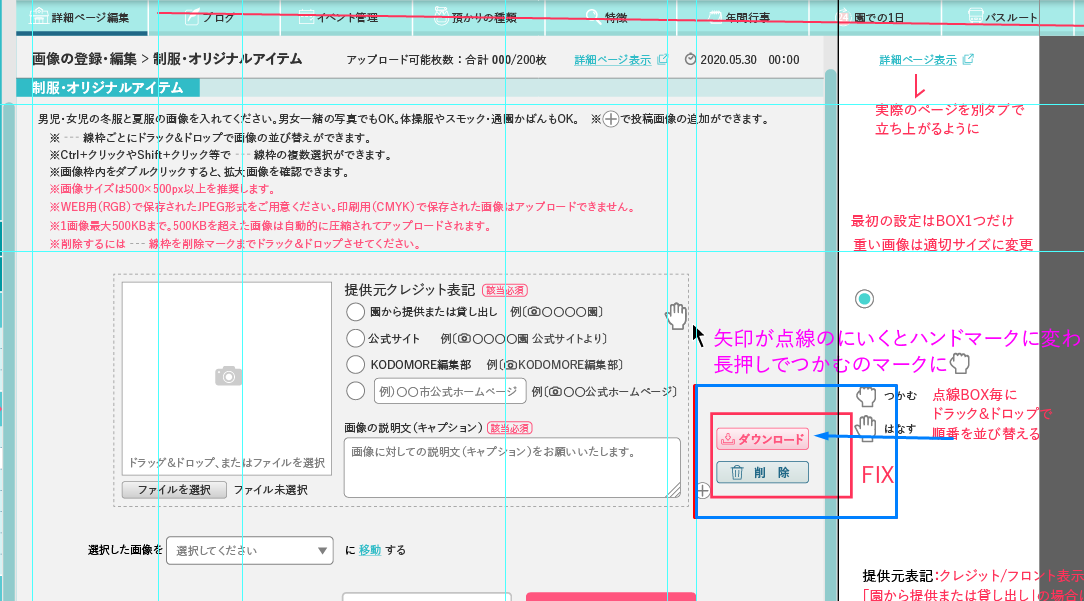 詳細ページ編集
ブログ
イベント管理
預かりの種類
特徴
年間行事
園での1日
バスルート
画像の登録・編集 > 制服・オリジナルアイテム
アップロード可能枚数：合計 000/200枚
詳細ページ表示
2020.05.30 00:00
詳細ページ表示
制服・オリジナルアイテム
実際のページを別タブで
立ち上がるように
男児・女児の冬服と夏服の画像を入れてください。男女一緒の写真でもOK。体操服やスモック・通園かばんもOK。 ※⊕で投稿画像の追加ができます。
※ --- 線枠ごとにドラック&ドロップで画像の並び替えができます。
※Ctrl+クリックやShift+クリック等で --- 線枠の複数選択ができます。
※画像枠内をダブルクリックすると、拡大画像を確認できます。
※画像サイズは500×500px以上を推奨します。
※WEB用（RGB）で保存されたJPEG形式をご用意ください。印刷用（CMYK）で保存された画像はアップロードできません。
※1画像最大500KBまで。500KBを超えた画像は自動的に圧縮されてアップロードされます。
※削除するには --- 線枠を削除マークまでドラック&ドロップさせてください。
最初の設定はBOX1つだけ
重い画像は適切サイズに変更
提供元クレジット表記 該当必須
園から提供または貸し出し 例〔○○○○園〕
公式サイト 例〔○○○○園 公式サイトより〕
KODOMORE編集部 例〔KODOMORE編集部〕
例）○○市公式ホームページ 例〔○○公式ホームページ〕
矢印が点線のにいくとハンドマークに変わ
長押しでつかむのマークに
つかむ
はなす
点線BOX毎に
ドラック&ドロップで
順番を並び替える
画像の説明文（キャプション） 該当必須
画像に対しての説明文（キャプション）をお願いいたします。
ドラッグ&ドロップ、またはファイルを選択
ファイルを選択 ファイル未選択
ダウンロード
削 除
FIX
選択した画像を 選択してください に 移動 する
提供元表記：クレジット/フロント表示
「園から提供または貸し出し」の場合は